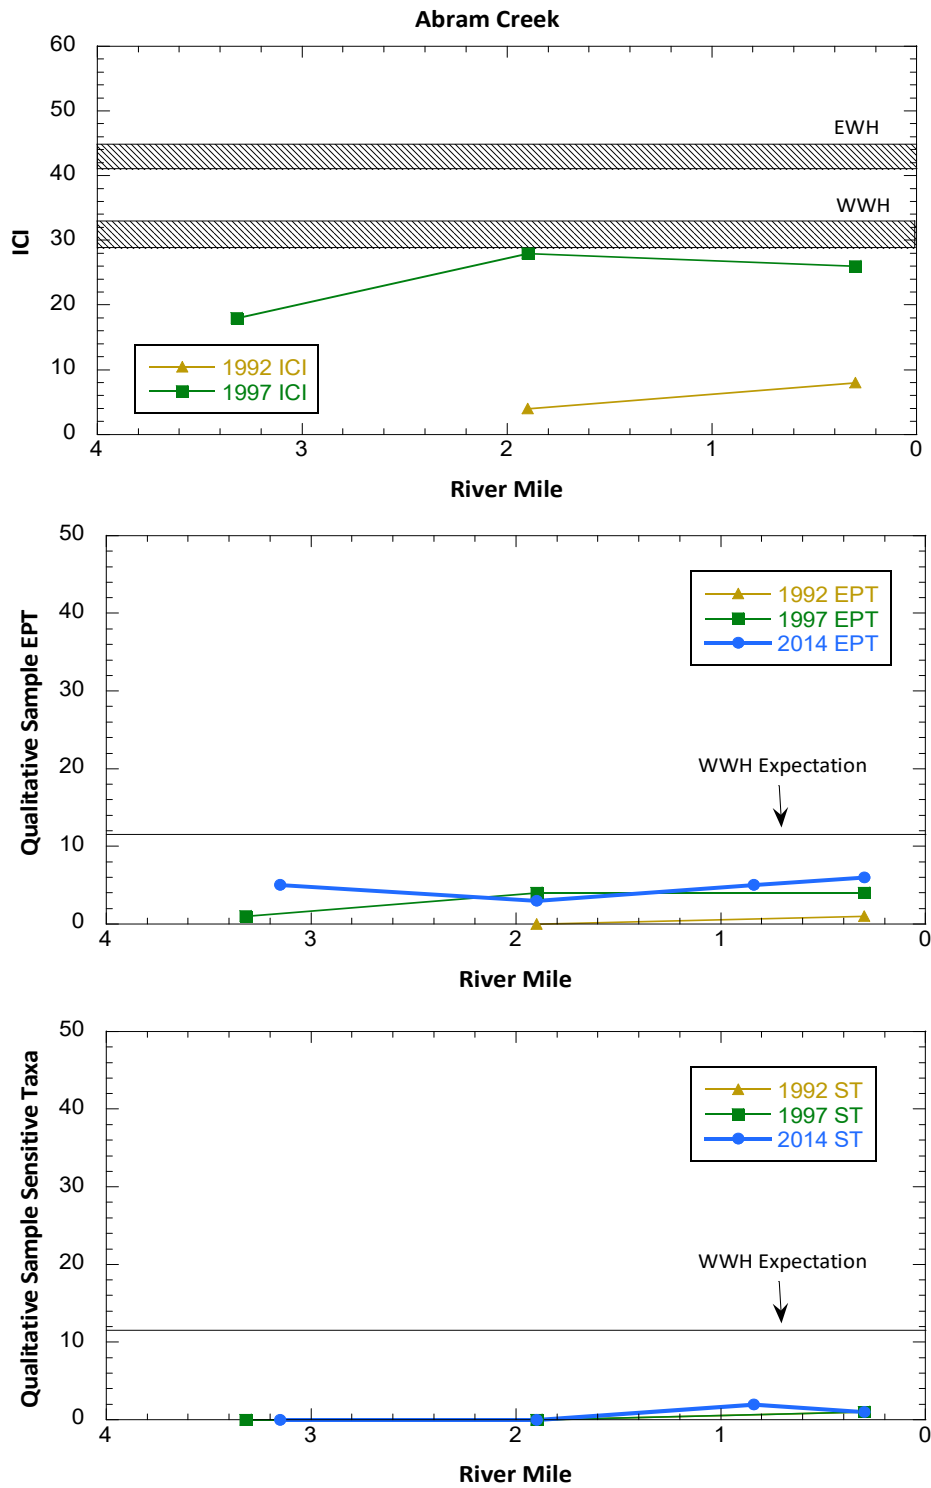 Abram Creek
60
50
EWH
40
WWH
30
20
10
0
1992 ICI
1997 ICI
ICI
4 3 2 1 0
River Mile
50
40
30
20
10
0
1992 EPT
1997 EPT
2014 EPT
WWH Expectation
Qualitative Sample EPT
4 3 2 1 0
River Mile
50
40
30
20
10
0
1992 ST
1997 ST
2014 ST
WWH Expectation
Qualitative Sample Sensitive Taxa
4 3 2 1 0
River Mile